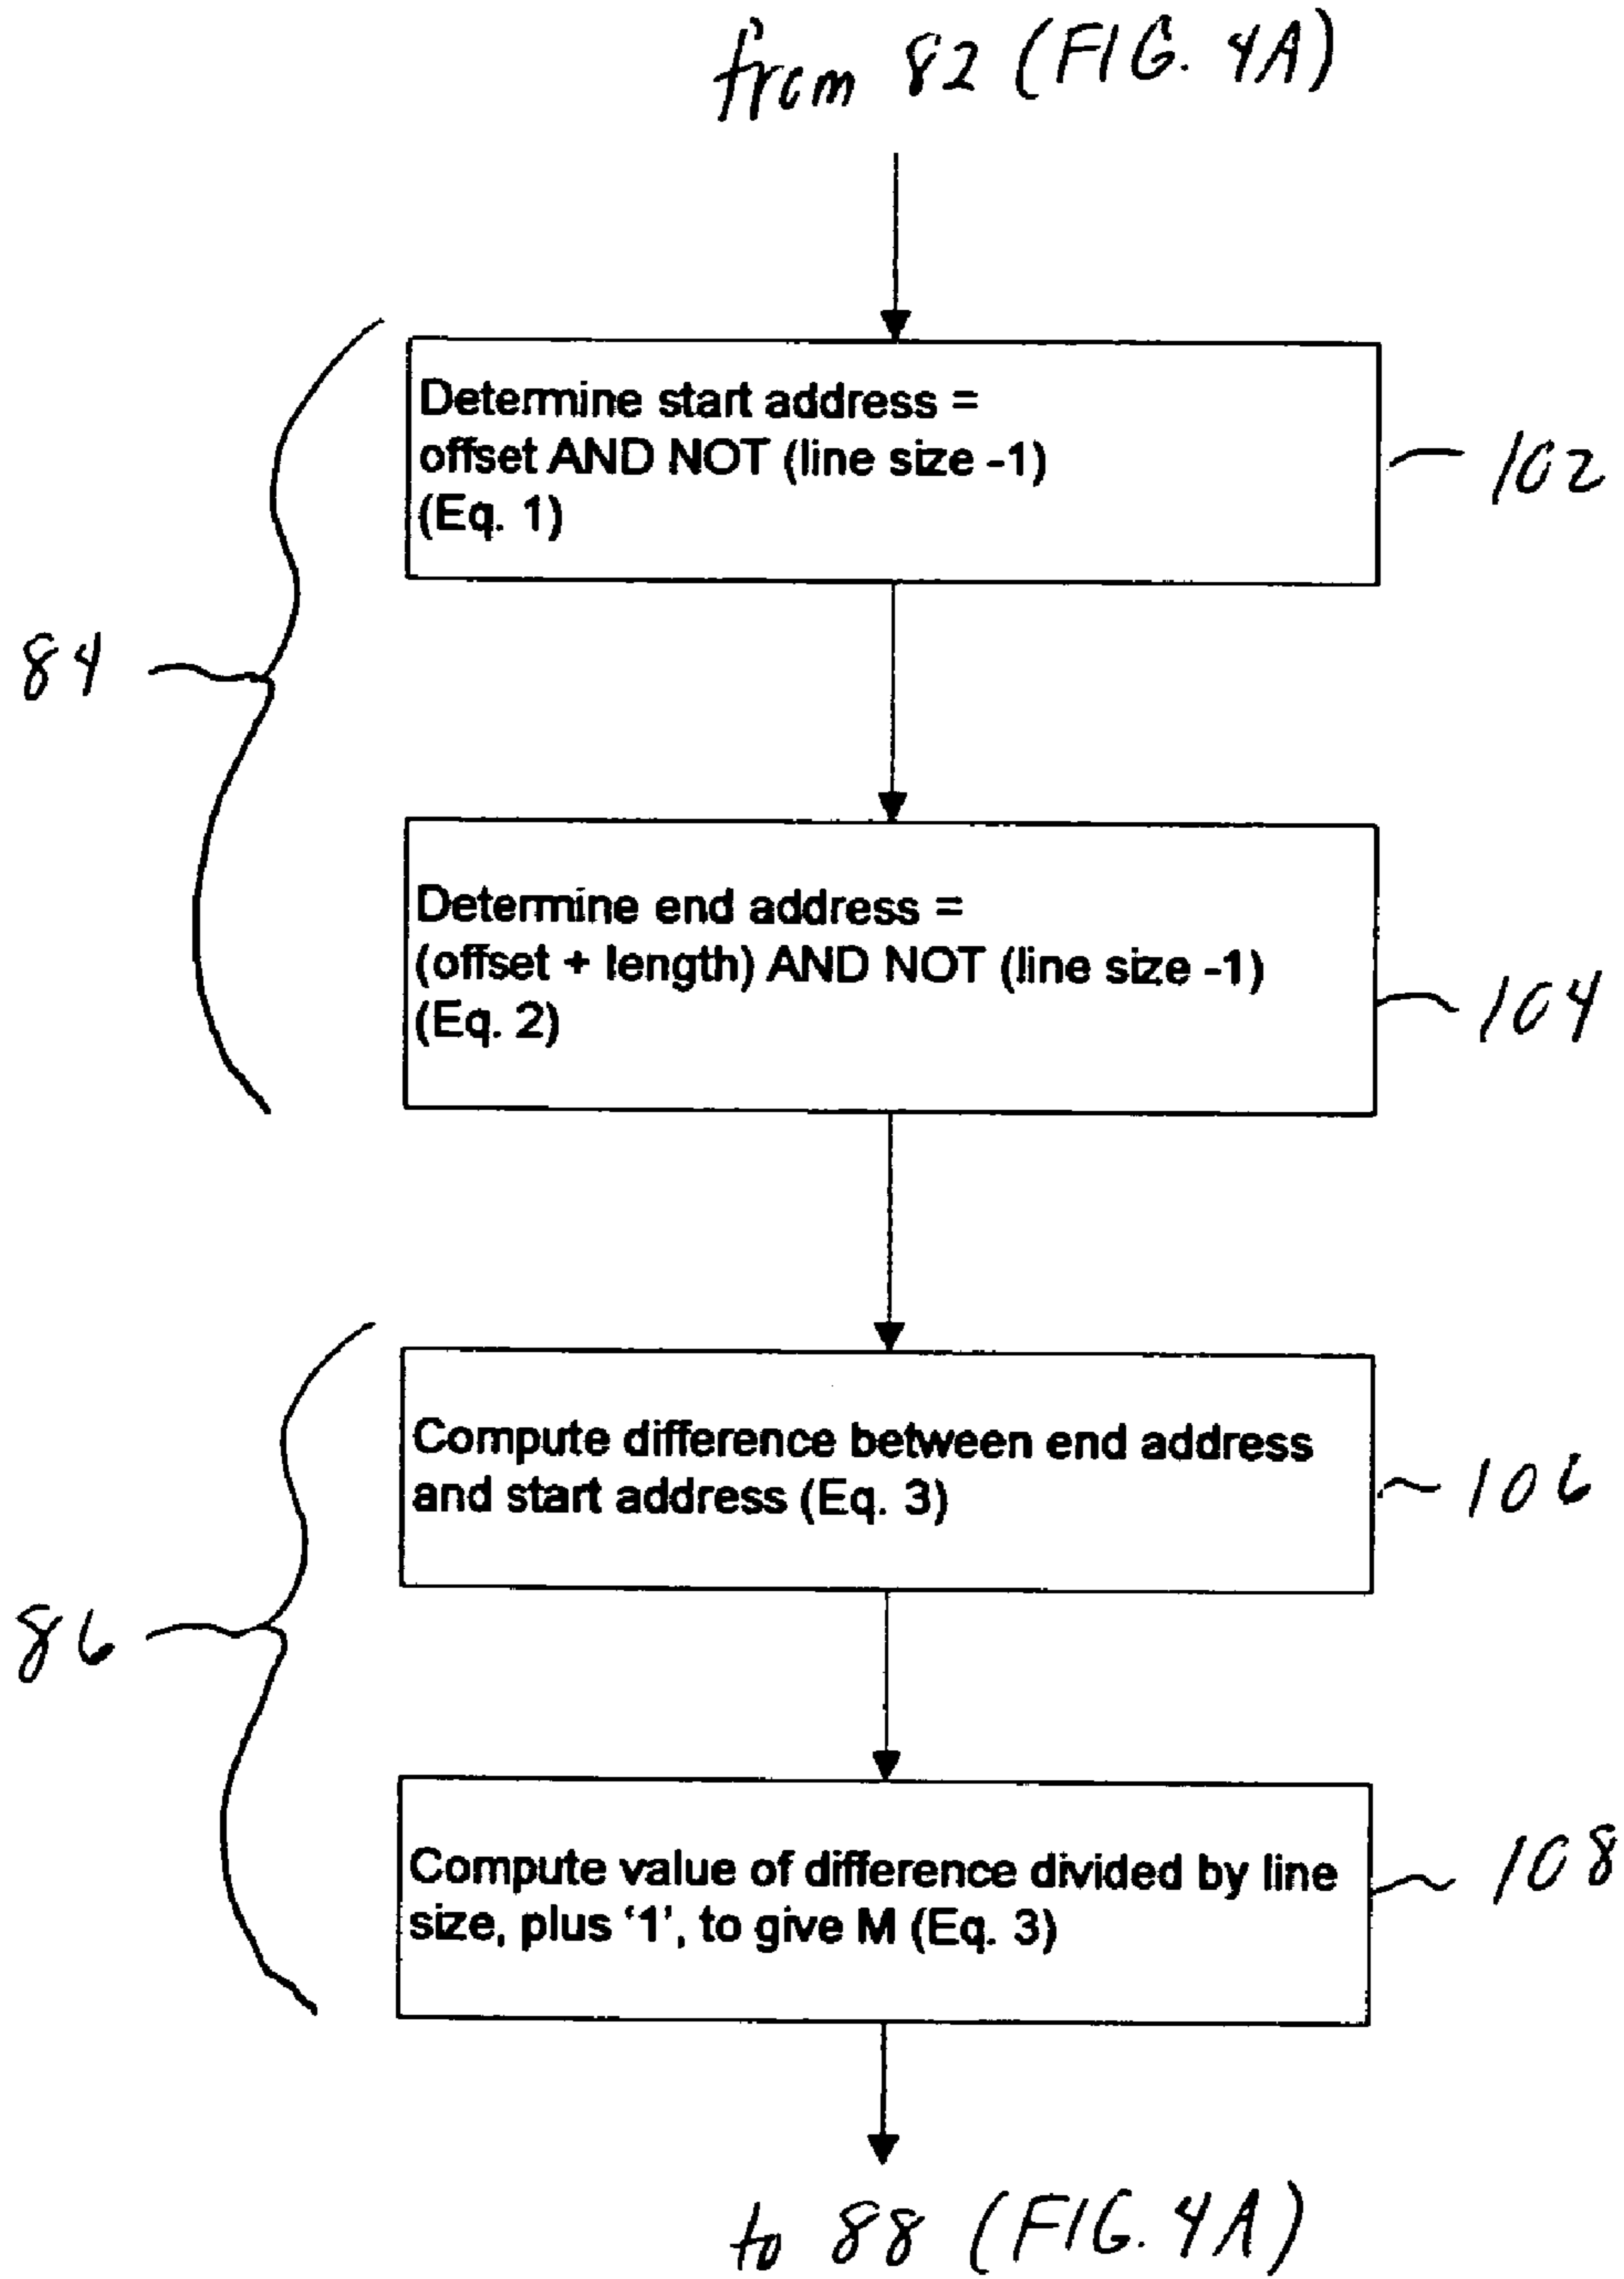 from 82 (FIG. 4A)
Determine start address =
offset AND NOT (line size -1)
(Eq. 1)
102
84
Determine end address =
(offset + length) AND NOT (line size -1)
(Eq. 2)
104
Compute difference between end address
and start address (Eq. 3)
106
86
Compute value of difference divided by line
size, plus ‘1’, to give M (Eq. 3)
108
to 88 (FIG. 4A)